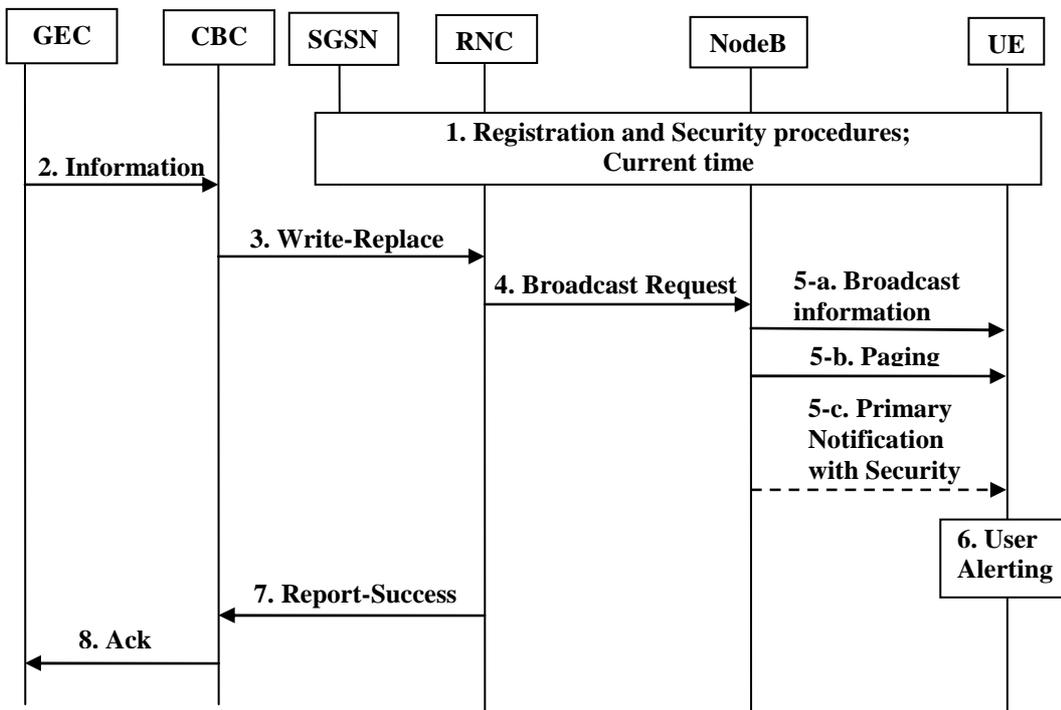 GEC
CBC
SGSN
RNC
NodeB
UE
1. Registration and Security procedures;
Current time
2. Information
3. Write-Replace
4. Broadcast Request
5-a. Broadcast
information
5-b. Paging
5-c. Primary
Notification
with Security
6. User
Alerting
7. Report-Success
8. Ack